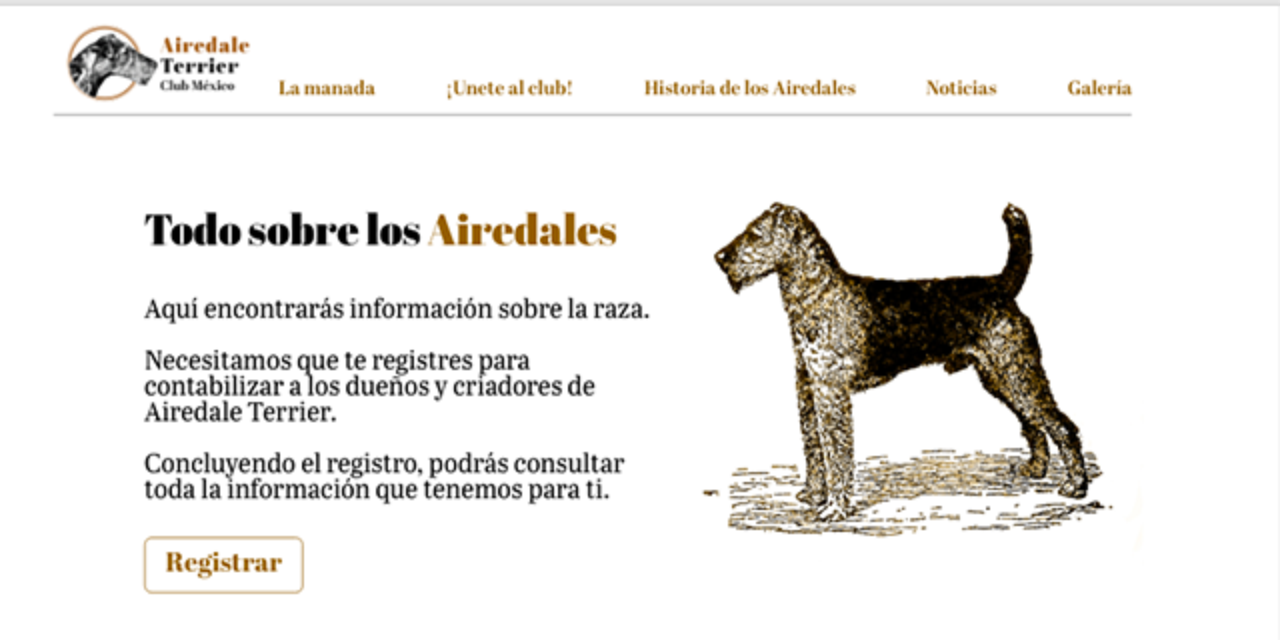 Airedale
Terrier
Club México
La manada
¡Unete al club!
Historia de los Airedales
Noticias
Galería
Todo sobre los Airedales
Aquí encontrarás información sobre la raza.
Necesitamos que te registres para
contabilizar a los dueños y criadores de
Airedale Terrier.
Concluyendo el registro, podrás consultar
toda la información que tenemos para ti.
Registrar